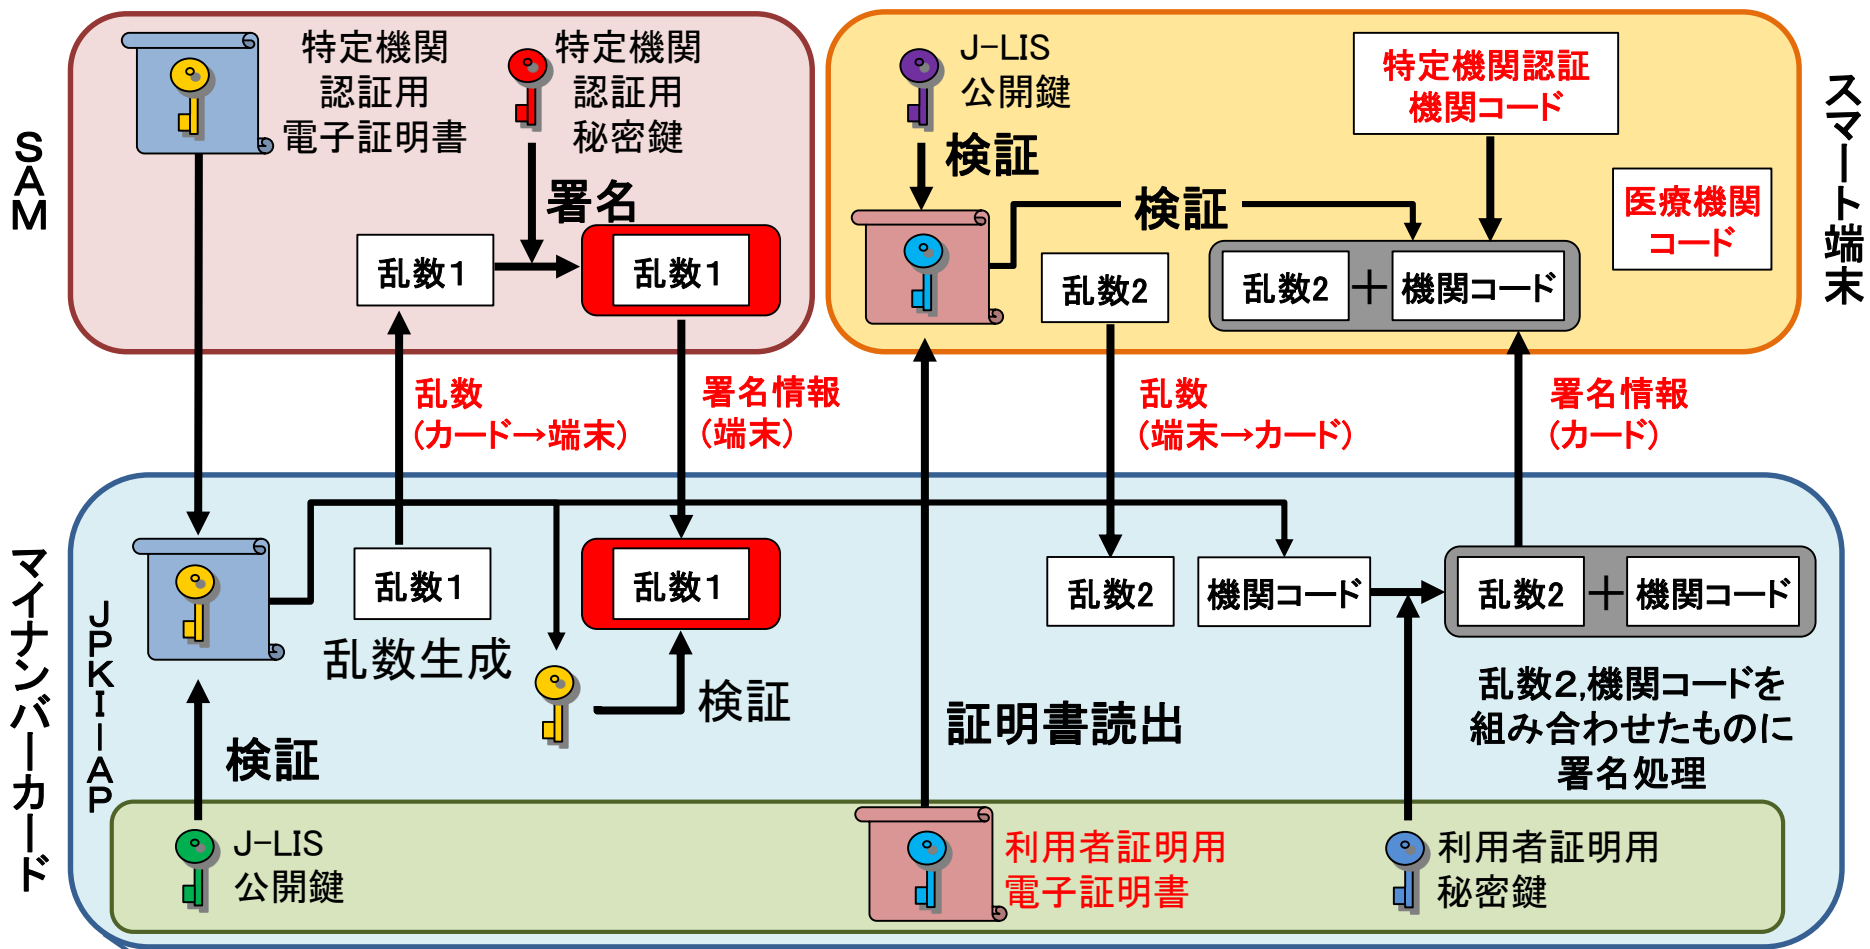 SAM
特定機関
認証用
電子証明書
特定機関
認証用
秘密鍵
署名
乱数1
乱数1
J-LIS
公開鍵
検証
検証
特定機関認証
機関コード
医療機関
コード
乱数2
乱数2
+
機関コード
スマート端末
乱数
(カード→端末)
署名情報
(端末)
乱数
(端末→カード)
署名情報
(カード)
マイナンバーカード
JPKI-AP
乱数1
乱数生成
乱数1
検証
検証
証明書読出
乱数2
機関コード
乱数2
+
機関コード
乱数2,機関コードを
組み合わせたものに
署名処理
J-LIS
公開鍵
利用者証明用
電子証明書
利用者証明用
秘密鍵